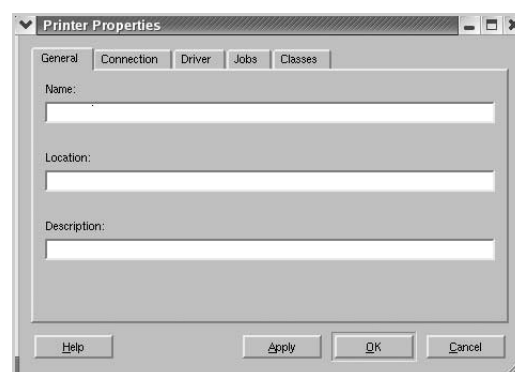 Printer Properties
General Connection Driver Jobs Classes
Name:
Location:
Description:
Help Apply OK Cancel